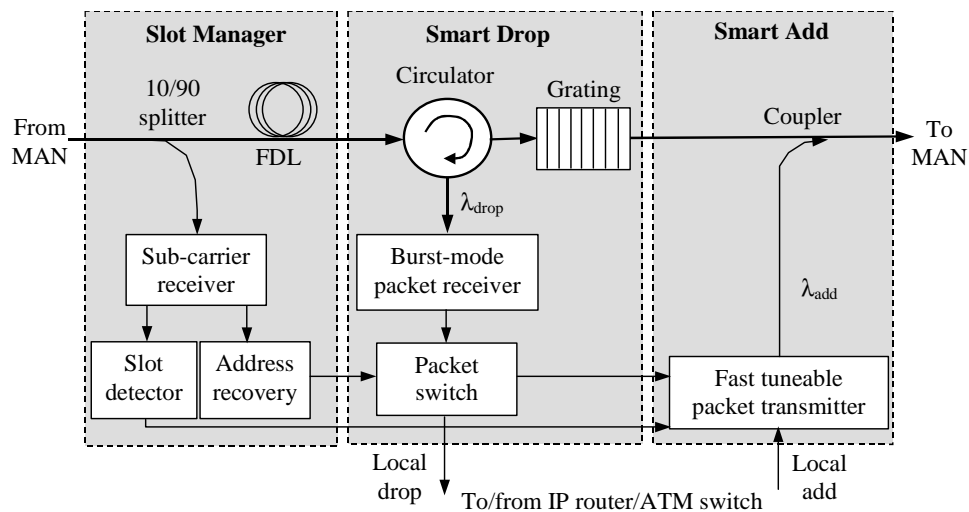 Slot Manager
Smart Drop
Smart Add
10/90
splitter
FDL
Circulator
Grating
Coupler
From
MAN
To
MAN
λdrop
Sub-carrier
receiver
Burst-mode
packet receiver
λadd
Slot
detector
Address
recovery
Packet
switch
Fast tuneable
packet transmitter
Local
drop
Local
add
To/from IP router/ATM switch